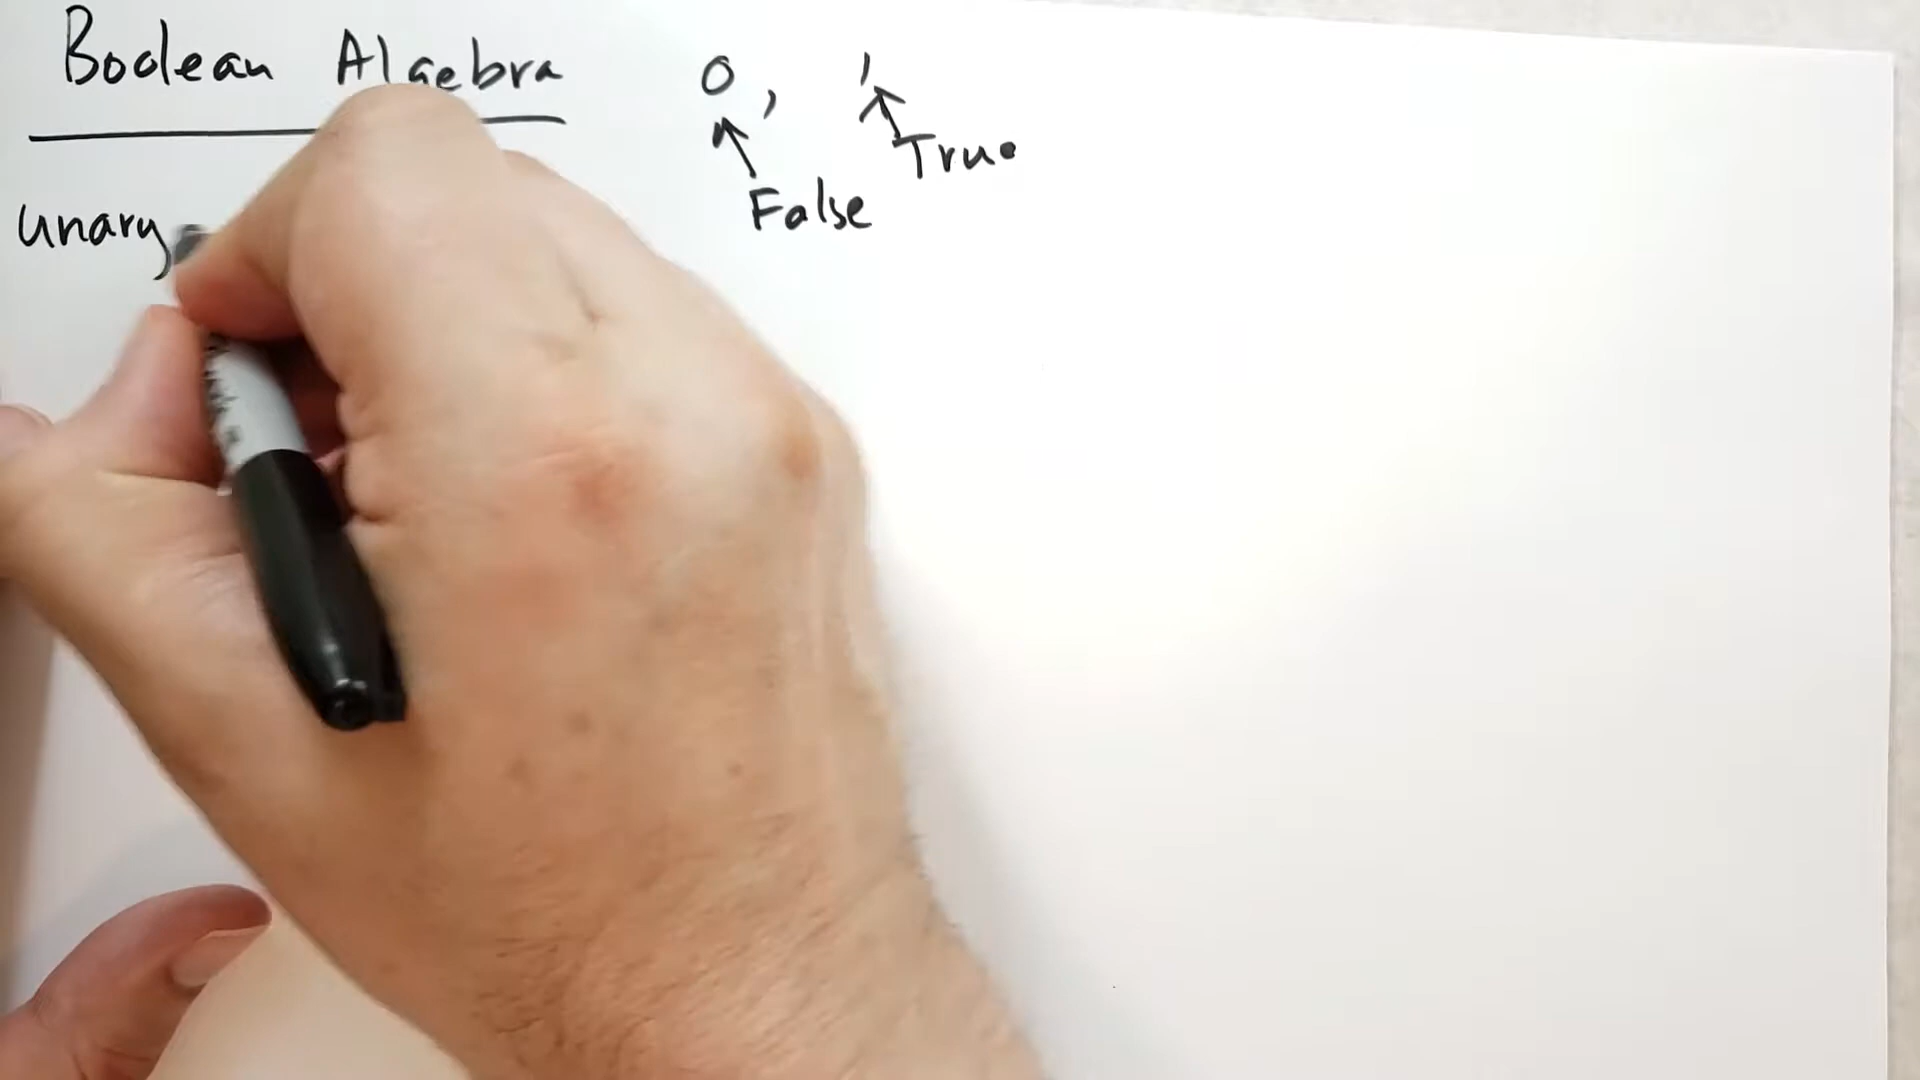 Boolean Algebra 0, 1
True
False
unary